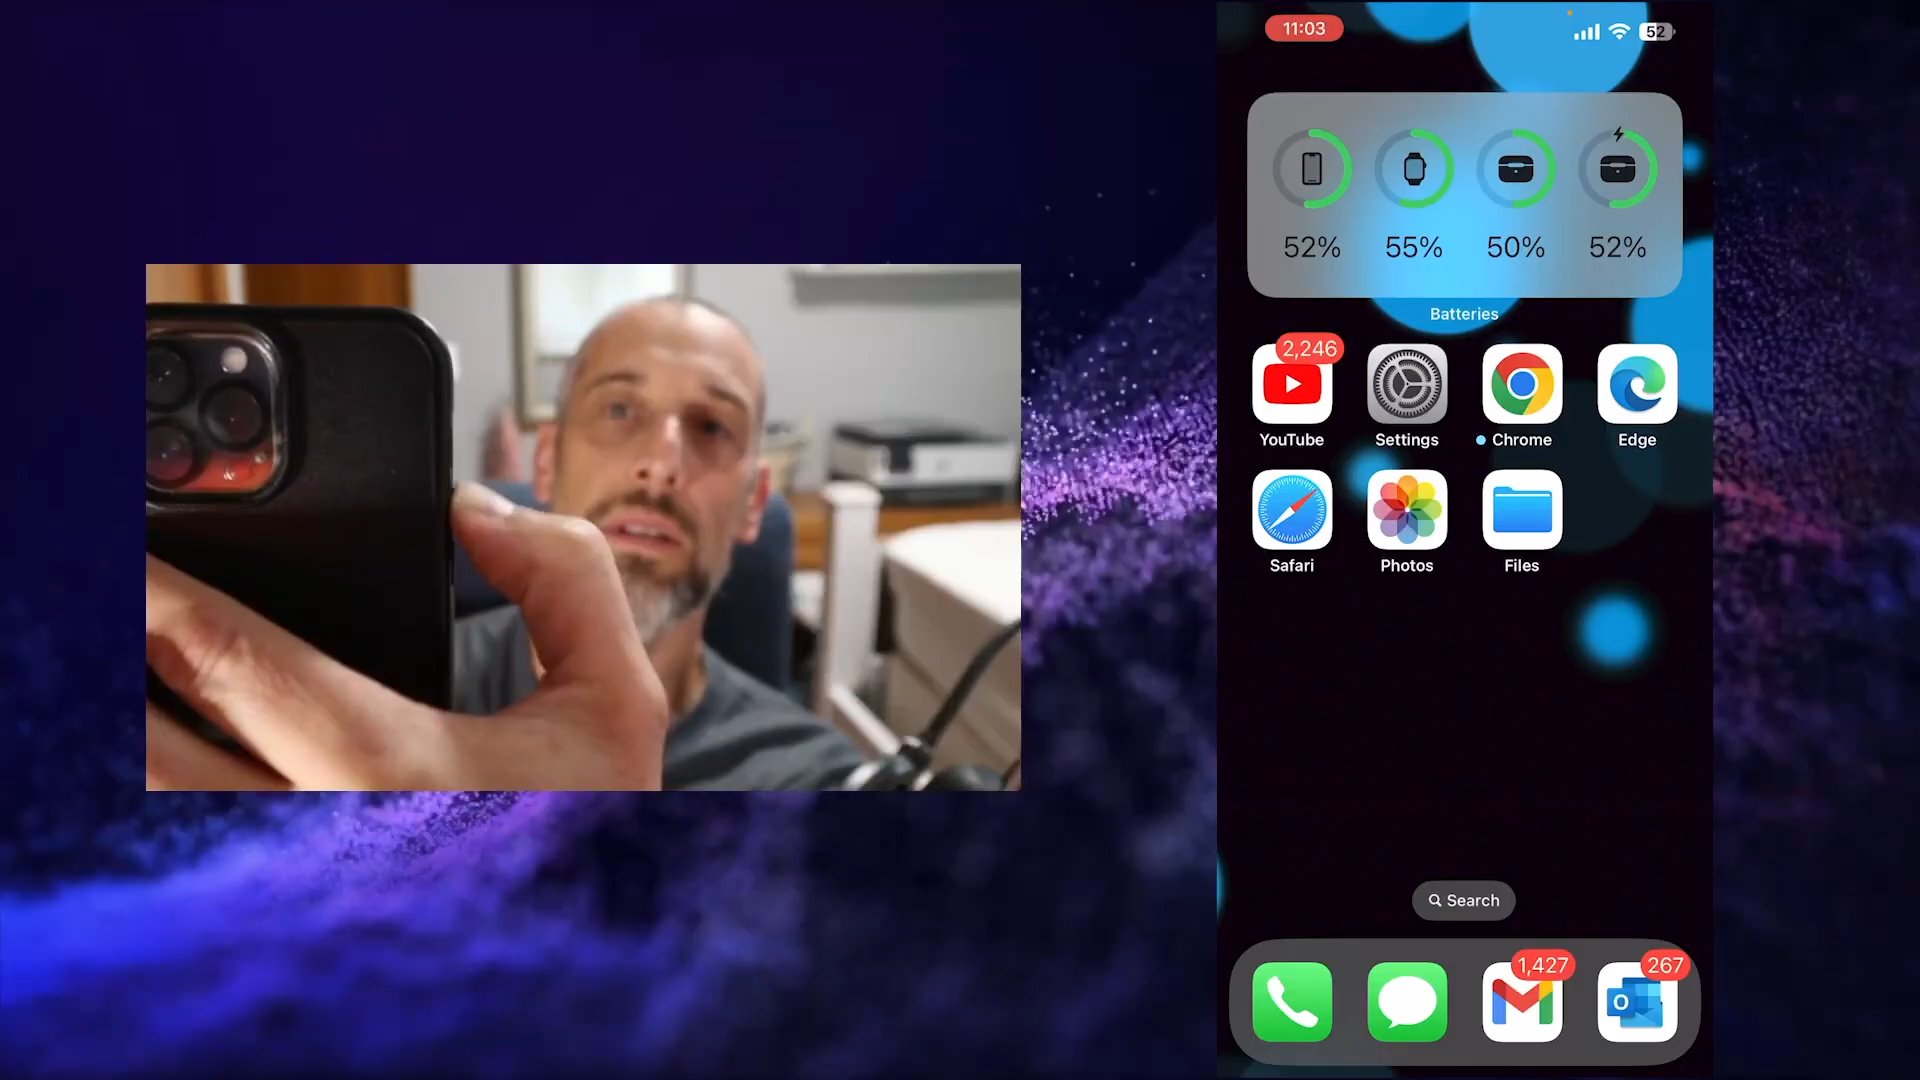 11:03
52
52% 55% 50% 52%
Batteries
2,246
YouTube Settings Chrome Edge
Safari Photos Files
Search
1,427 267
O